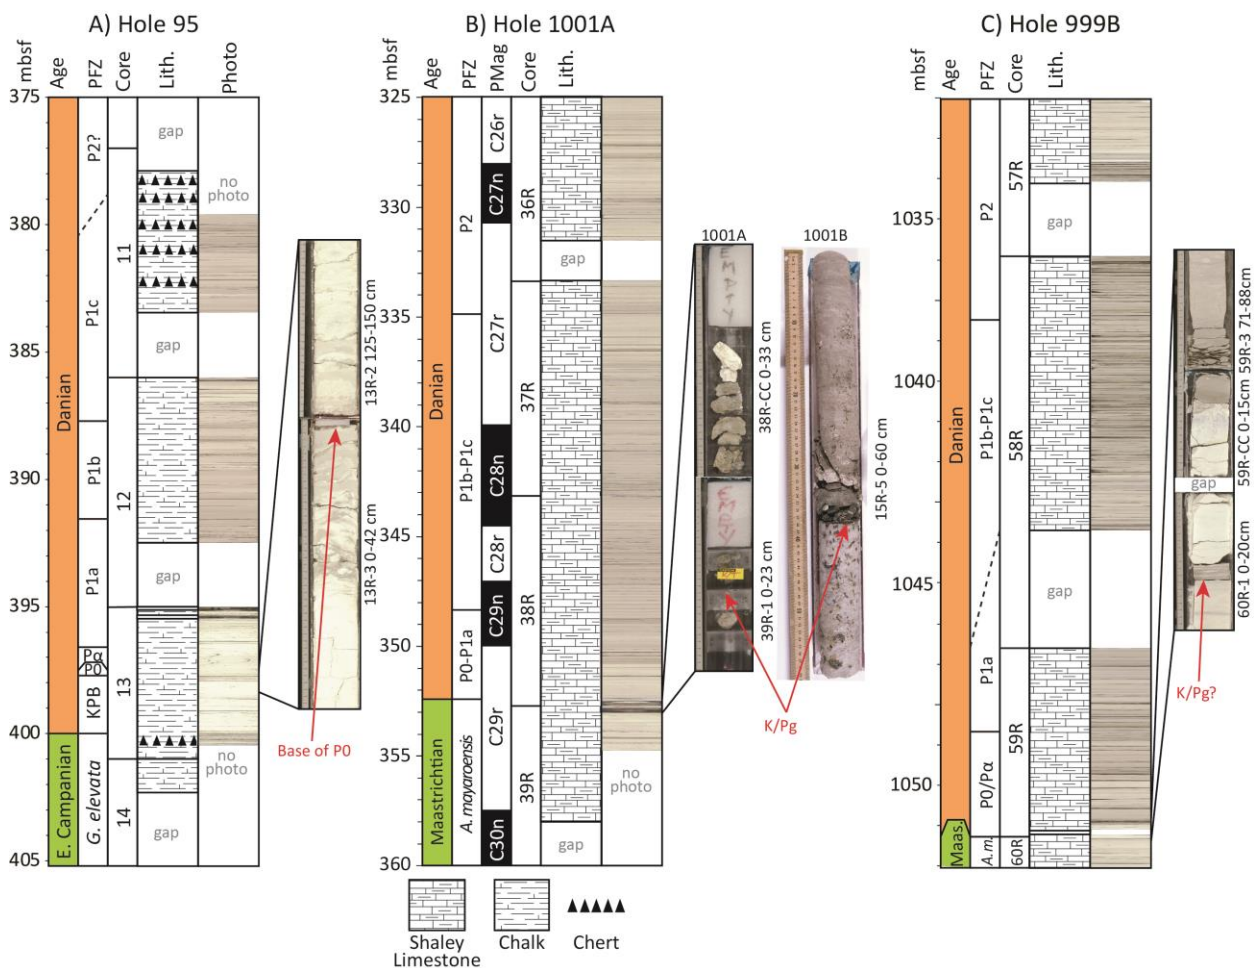 A) Hole 95
mbsf
Age
PFZ
Core
Lith.
Photo
375
380
385
390
395
400
405
Danian
E. Campanian
P2?
P1c
P1b
P1a
Pα
P0
KPB
G. elevata
11
12
13
14
gap
gap
gap
gap
no
photo
no
photo
13R-2 125-150 cm
13R-3 0-42 cm
Base of P0
B) Hole 1001A
mbsf
Age
PFZ
PMag
Core
Lith.
325
330
335
340
345
350
355
360
Danian
Maastrichtian
P2
P1b-P1c
P0-P1a
A. mayaroensis
C26r
C27n
C27r
C28n
C28r
C29n
C29r
C30n
36R
37R
38R
39R
gap
gap
no
photo
1001A
EMPTY
EMPTY
38R-CC 0-33 cm
39R-1 0-23 cm
1001B
15R-5 0-60 cm
K/Pg
C) Hole 999B
mbsf
Age
PFZ
Core
Lith.
1035
1040
1045
1050
Danian
Maas.
P2
P1b-P1c
P1a
P0/Pα
A.m.
57R
58R
59R
60R
gap
gap
59R-3 71-88cm
59R-CC 0-15cm
gap
60R-1 0-20cm
K/Pg?
Shaley
Limestone
Chalk
Chert